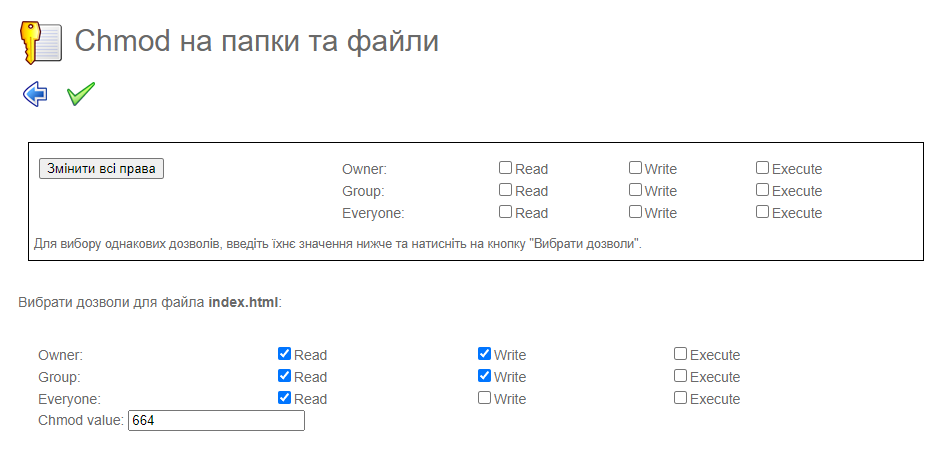 Chmod на папки та файли
Змінити всі права Owner: Read Write Execute
Group: Read Write Execute
Everyone: Read Write Execute
Для вибору однакових дозволів, введіть їхнє значення нижче та натисніть на кнопку "Вибрати дозволи".
Вибрати дозволи для файла index.html:
Owner: Read Write Execute
Group: Read Write Execute
Everyone: Read Write Execute
Chmod value: 664